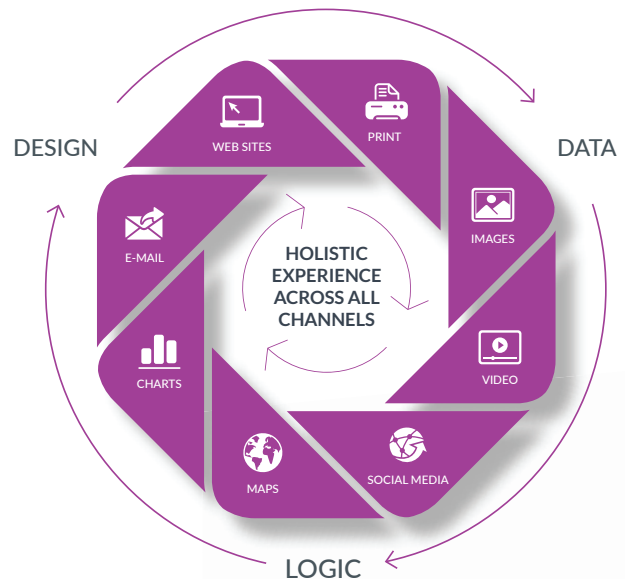 DESIGN
DATA
WEB SITES
PRINT
IMAGES
VIDEO
SOCIAL MEDIA
MAPS
CHARTS
E-MAIL
HOLISTIC
EXPERIENCE
ACROSS ALL
CHANNELS
LOGIC